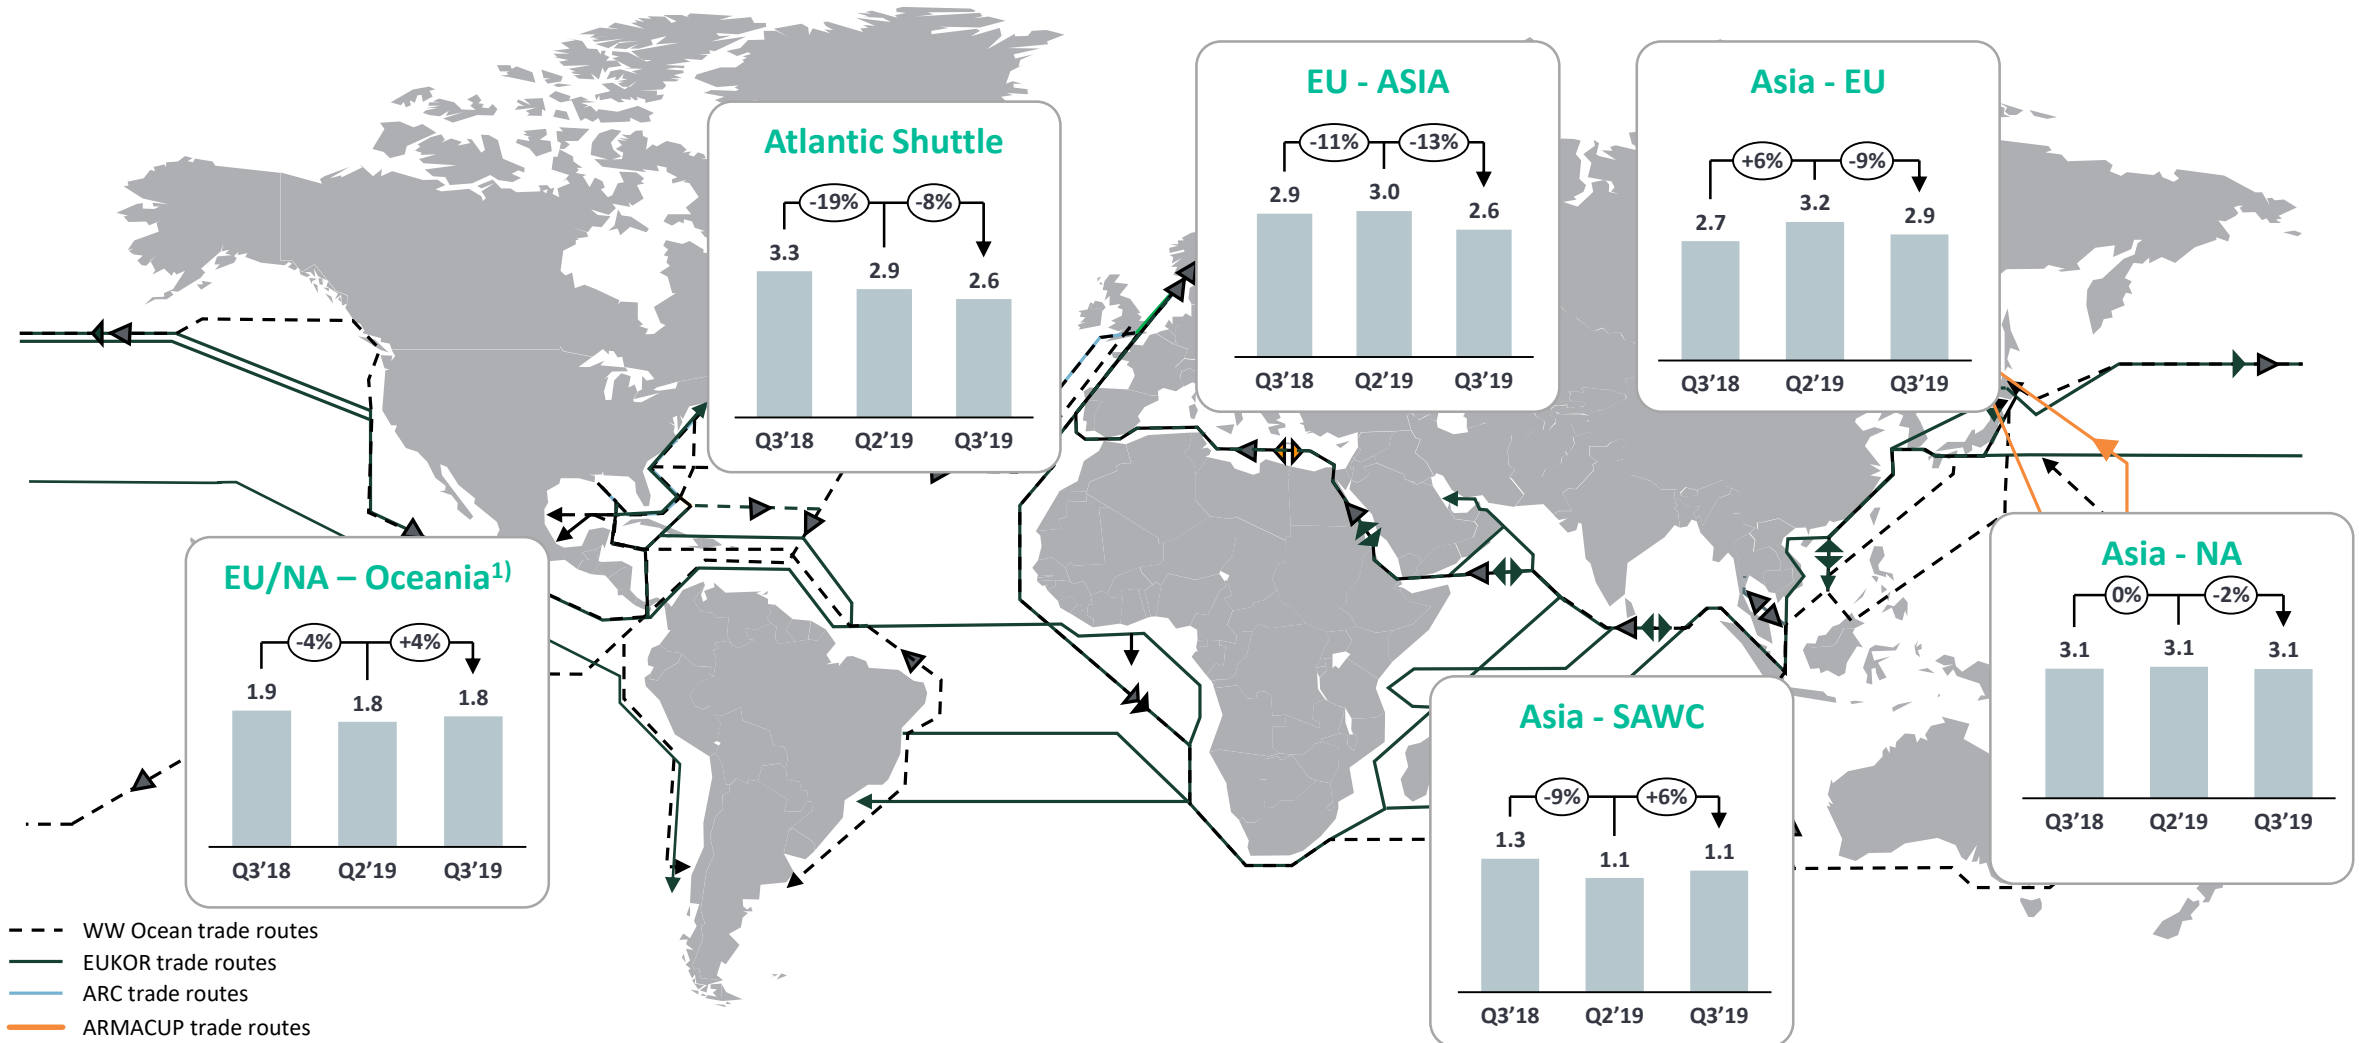 Atlantic Shuttle
-19%
-8%
3.3
2.9
2.6
Q3’18
Q2’19
Q3’19
EU - ASIA
-11%
-13%
2.9
3.0
2.6
Q3’18
Q2’19
Q3’19
Asia - EU
+6%
-9%
2.7
3.2
2.9
Q3’18
Q2’19
Q3’19
EU/NA – Oceania1)
-4%
+4%
1.9
1.8
1.8
Q3’18
Q2’19
Q3’19
Asia - SAWC
-9%
+6%
1.3
1.1
1.1
Q3’18
Q2’19
Q3’19
Asia - NA
0%
-2%
3.1
3.1
3.1
Q3’18
Q2’19
Q3’19
WW Ocean trade routes
EUKOR trade routes
ARC trade routes
ARMACUP trade routes